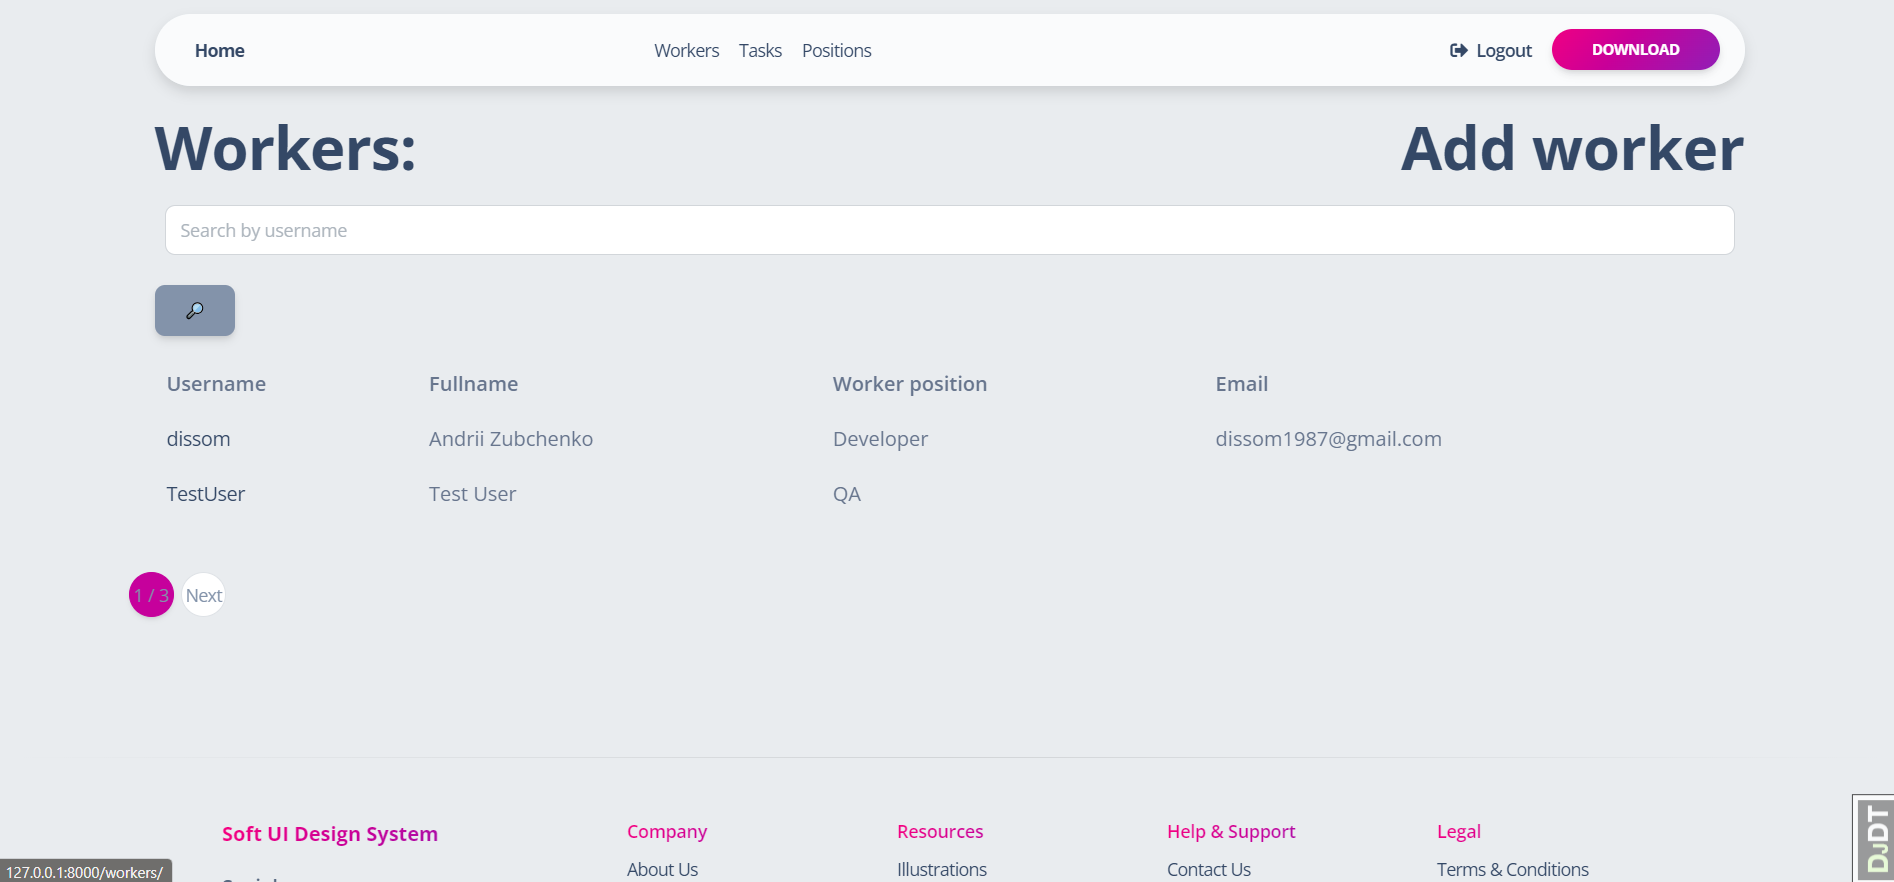 Home Workers Tasks Positions Logout DOWNLOAD
Workers: Add worker
Search by username
Username Fullname Worker position Email
dissom Andrii Zubchenko Developer dissom1987@gmail.com
TestUser Test User QA
1 / 3 Next
Soft UI Design System Company Resources Help & Support Legal
About Us Illustrations Contact Us Terms & Conditions
127.0.0.1:8000/workers/
DJDT